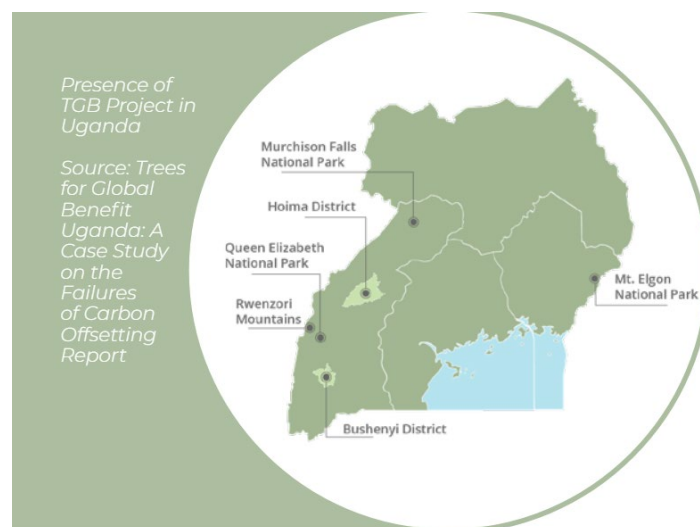 Presence of
TGB Project in
Uganda
Source: Trees
for Global
Benefit
Uganda: A
Case Study
on the
Failures
of Carbon
Offsetting
Report
Murchison Falls
National Park
Hoima District
Queen Elizabeth
National Park
Rwenzori
Mountains
Mt. Elgon
National Park
Bushenyi District